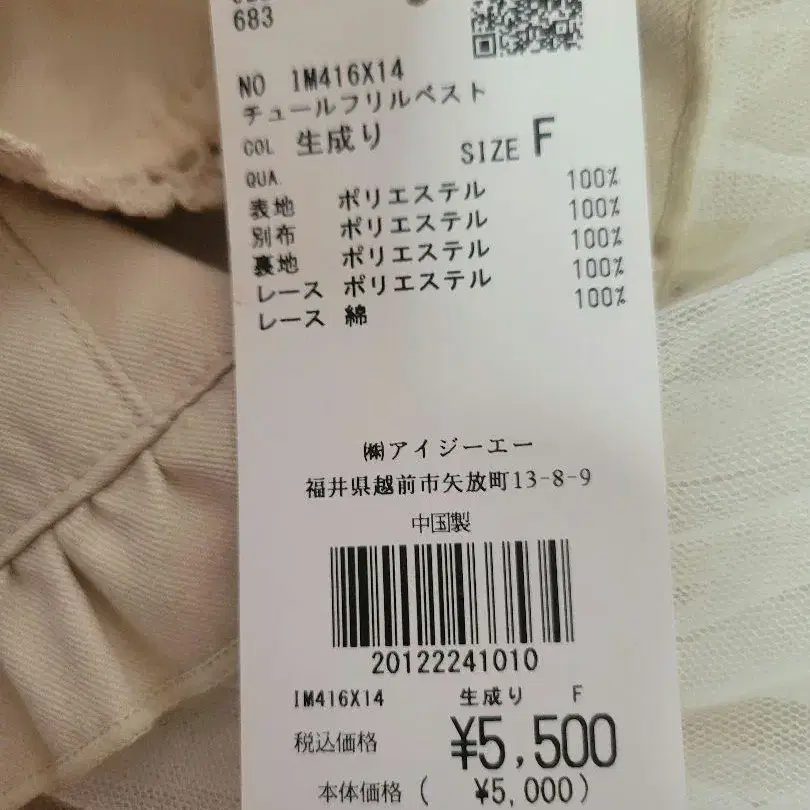 683
NO IM416X14
チュールフリルベスト
COL 生成り SIZE F
QUA.
表地 ポリエステル 100%
別布 ポリエステル 100%
裏地 ポリエステル 100%
レース ポリエステル 100%
レース 綿 100%
㈱アイジーエー
福井県越前市矢放町13-8-9
中国製
20122241010
IM416X14 生成り F
税込価格 ¥5,500
本体価格( ¥5,000)